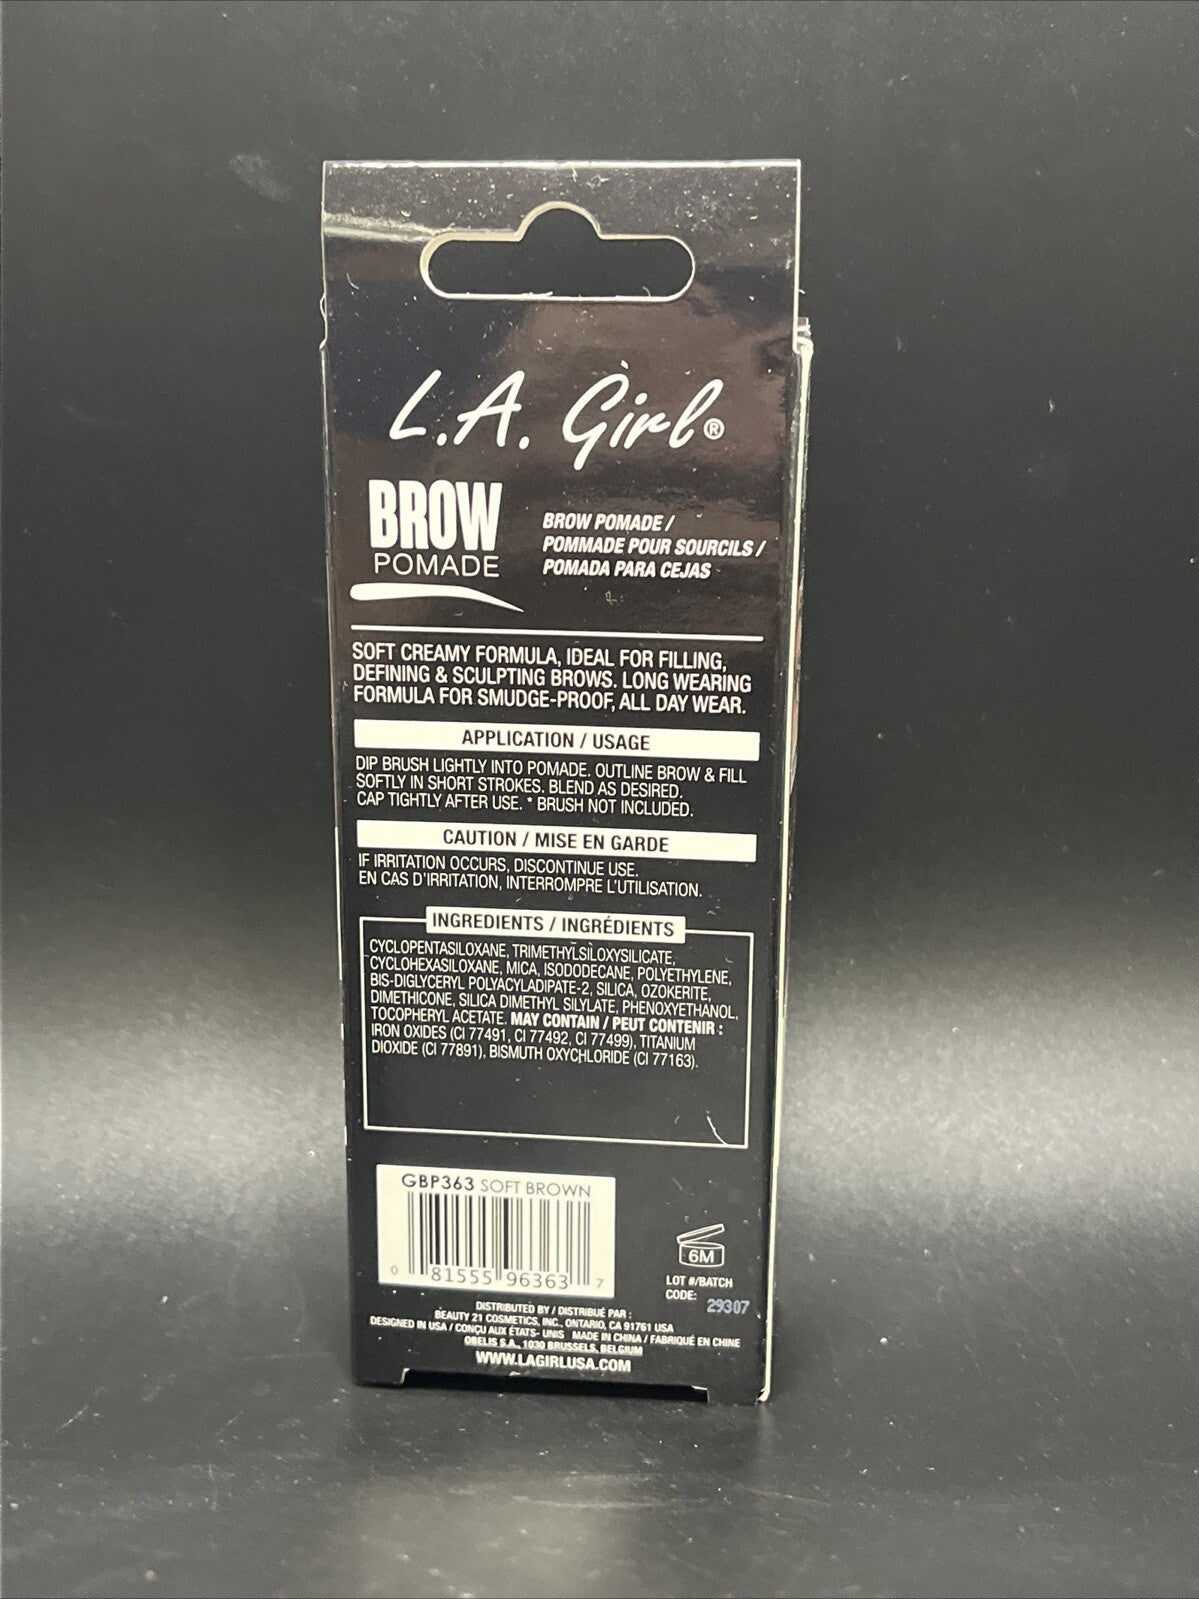 L.A. Girl®
BROW
POMADE
BROW POMADE /
POMMADE POUR SOURCILS /
POMADA PARA CEJAS
SOFT CREAMY FORMULA, IDEAL FOR FILLING,
DEFINING & SCULPTING BROWS. LONG WEARING
FORMULA FOR SMUDGE-PROOF, ALL DAY WEAR.
APPLICATION / USAGE
DIP BRUSH LIGHTLY INTO POMADE. OUTLINE BROW & FILL
SOFTLY IN SHORT STROKES. BLEND AS DESIRED.
CAP TIGHTLY AFTER USE. * BRUSH NOT INCLUDED.
CAUTION / MISE EN GARDE
IF IRRITATION OCCURS, DISCONTINUE USE.
EN CAS D'IRRITATION, INTERROMPRE L'UTILISATION.
INGREDIENTS / INGRÉDIENTS
CYCLOPENTASILOXANE, TRIMETHYLSILOXYSILICATE,
CYCLOHEXASILOXANE, MICA, ISODODECANE, POLYETHYLENE,
BIS-DIGLYCERYL POLYACYLADIPATE-2, SILICA, OZOKERITE,
DIMETHICONE, SILICA DIMETHYL SILYLATE, PHENOXYETHANOL,
TOCOPHERYL ACETATE. MAY CONTAIN / PEUT CONTENIR :
IRON OXIDES (CI 77491, CI 77492, CI 77499), TITANIUM
DIOXIDE (CI 77891), BISMUTH OXYCHLORIDE (CI 77163).
GBP363 SOFT BROWN
0 81555 96363 7
6M
LOT #/BATCH
CODE: 29307
DISTRIBUTED BY / DISTRIBUÉ PAR :
BEAUTY 21 COSMETICS, INC., ONTARIO, CA 91761 USA
DESIGNED IN USA / CONÇU AUX ÉTATS- UNIS MADE IN CHINA / FABRIQUÉ EN CHINE
OBELIS S.A., 1030 BRUSSELS, BELGIUM
WWW.LAGIRLUSA.COM